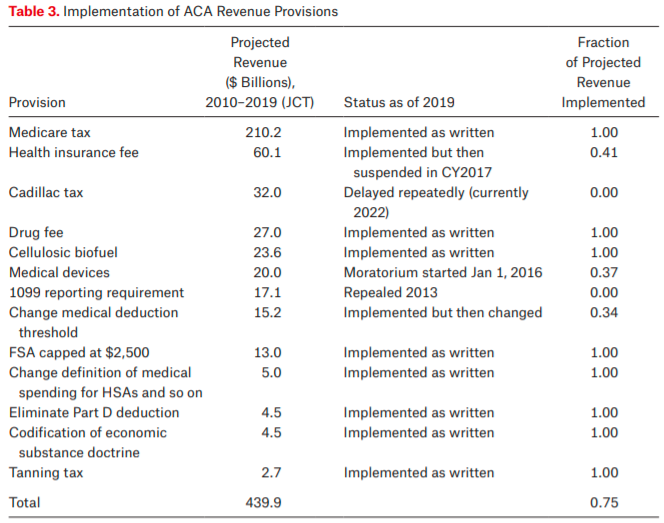 Table 3. Implementation of ACA Revenue Provisions
Projected
Revenue
($ Billions),
2010–2019 (JCT)
Fraction
of Projected
Revenue
Implemented
Provision
Status as of 2019
Medicare tax 210.2 Implemented as written 1.00
Health insurance fee 60.1 Implemented but then 0.41
suspended in CY2017
Cadillac tax 32.0 Delayed repeatedly (currently 0.00
2022)
Drug fee 27.0 Implemented as written 1.00
Cellulosic biofuel 23.6 Implemented as written 1.00
Medical devices 20.0 Moratorium started Jan 1, 2016 0.37
1099 reporting requirement 17.1 Repealed 2013 0.00
Change medical deduction 15.2 Implemented but then changed 0.34
threshold
FSA capped at $2,500 13.0 Implemented as written 1.00
Change definition of medical 5.0 Implemented as written 1.00
spending for HSAs and so on
Eliminate Part D deduction 4.5 Implemented as written 1.00
Codification of economic 4.5 Implemented as written 1.00
substance doctrine
Tanning tax 2.7 Implemented as written 1.00
Total 439.9 0.75